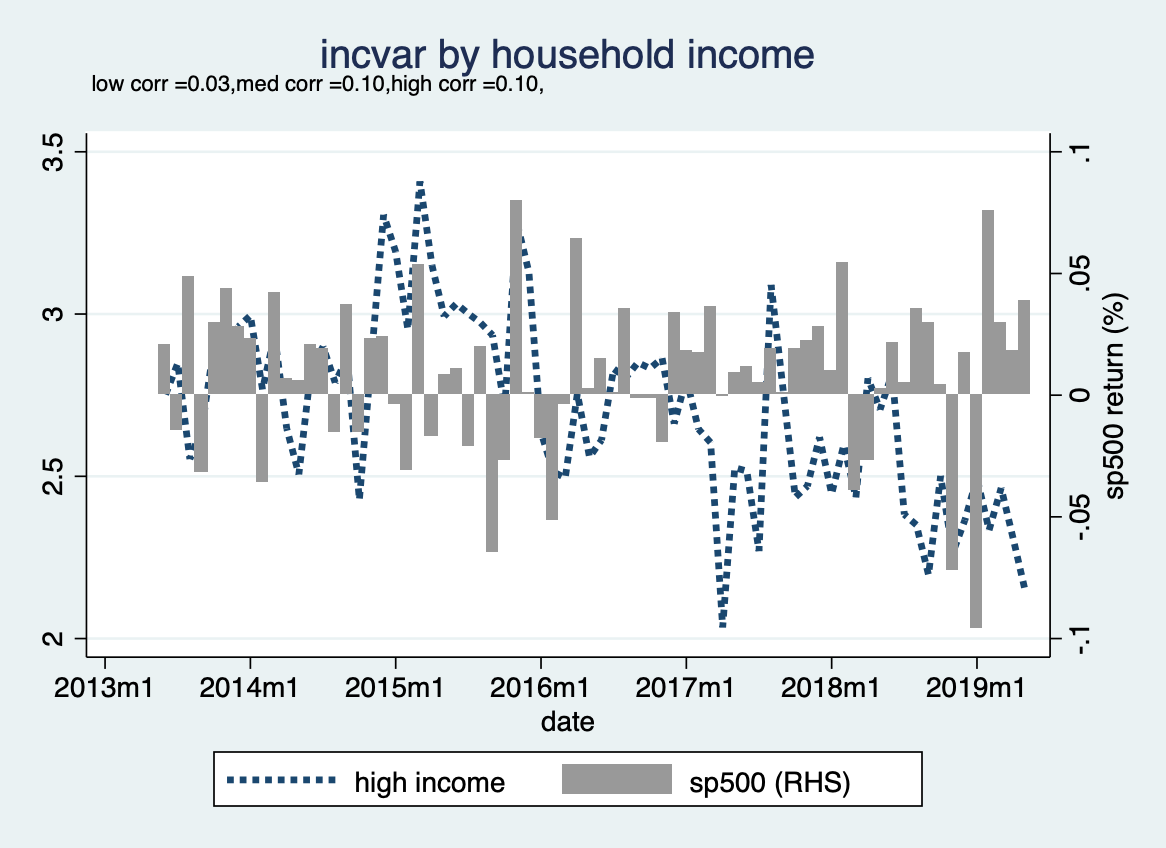 incvar by household income
low corr =0.03,med corr =0.10,high corr =0.10,
3.5
3
2.5
2
.1
.05
0
-.05
-.1
sp500 return (%)
2013m1 2014m1 2015m1 2016m1 2017m1 2018m1 2019m1
date
high income sp500 (RHS)